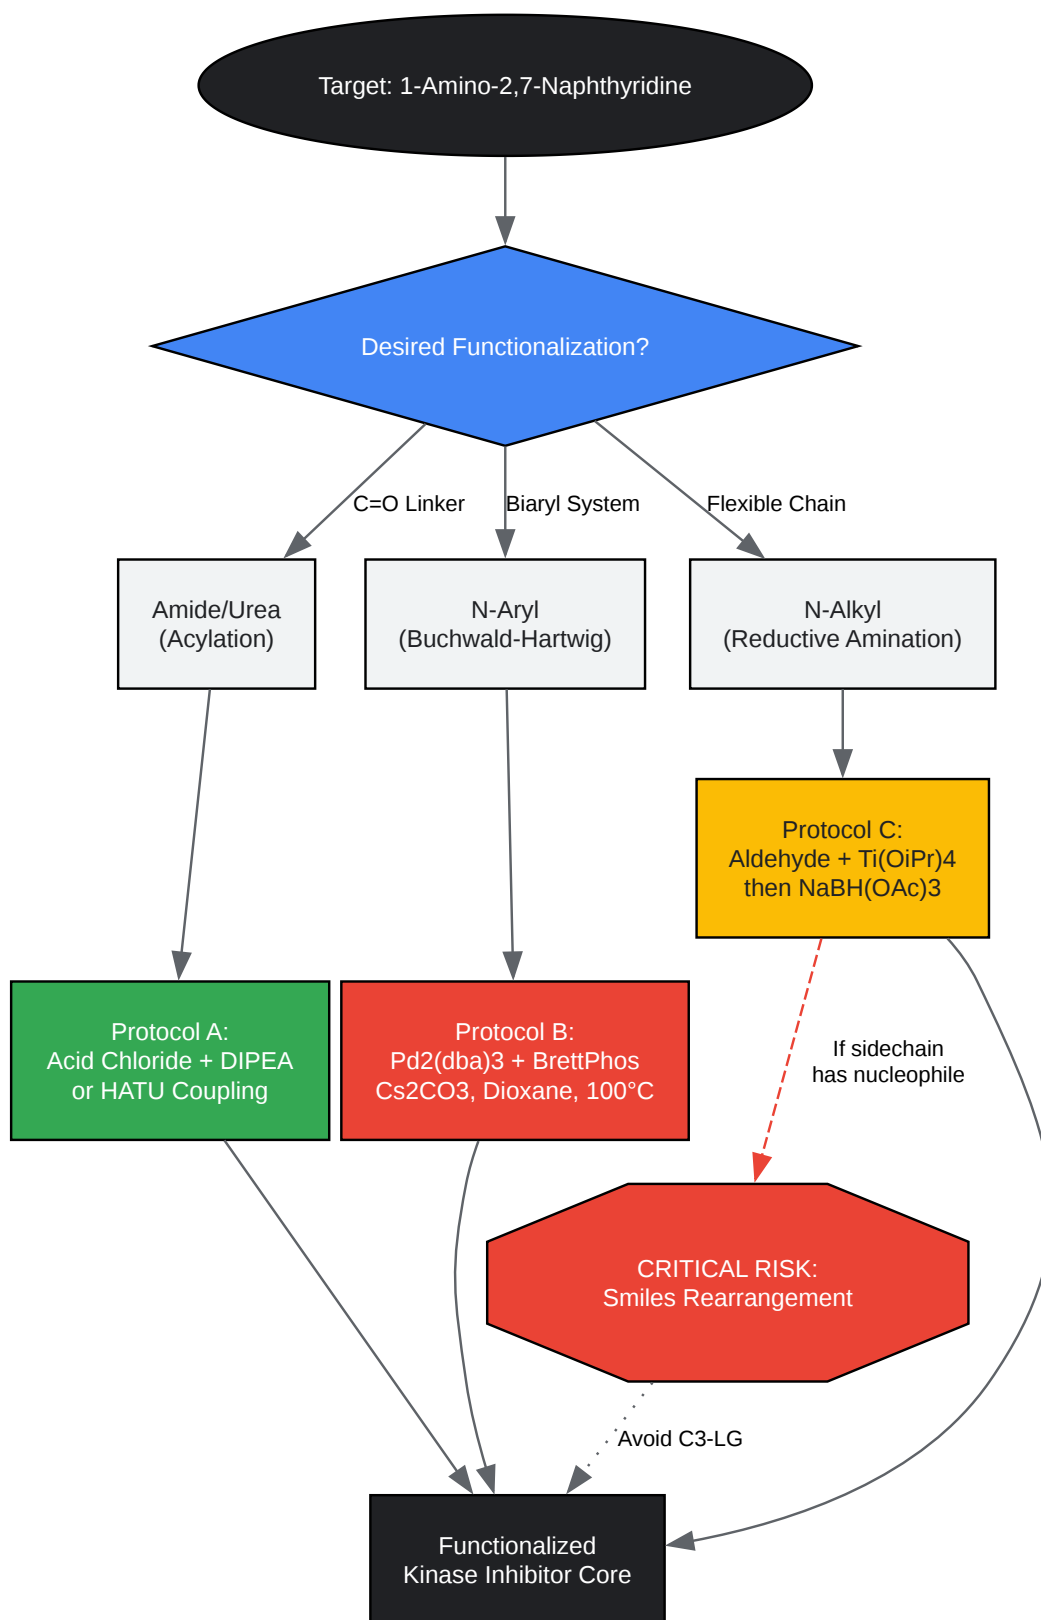 Target: 1-Amino-2,7-Naphthyridine
Desired Functionalization?
C=O Linker
Biaryl System
Flexible Chain
Amide/Urea
(Acylation)
N-Aryl
(Buchwald-Hartwig)
N-Alkyl
(Reductive Amination)
Protocol C:
Aldehyde + Ti(OiPr)4
then NaBH(OAc)3
Protocol A:
Acid Chloride + DIPEA
or HATU Coupling
Protocol B:
Pd2(dba)3 + BrettPhos
Cs2CO3, Dioxane, 100°C
If sidechain
has nucleophile
CRITICAL RISK:
Smiles Rearrangement
Avoid C3-LG
Functionalized
Kinase Inhibitor Core